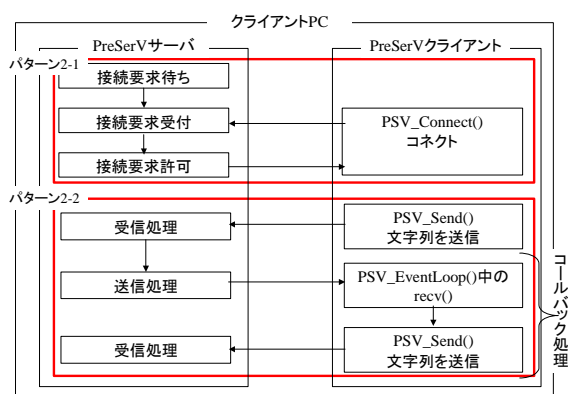 クライアントPC
PreSerVサーバ
PreSerVクライアント
パターン2-1
接続要求待ち
接続要求受付
PSV_Connect()
コネクト
接続要求許可
パターン2-2
受信処理
PSV_Send()
文字列を送信
送信処理
PSV_EventLoop()中の
recv()
受信処理
PSV_Send()
文字列を送信
コールバック処理